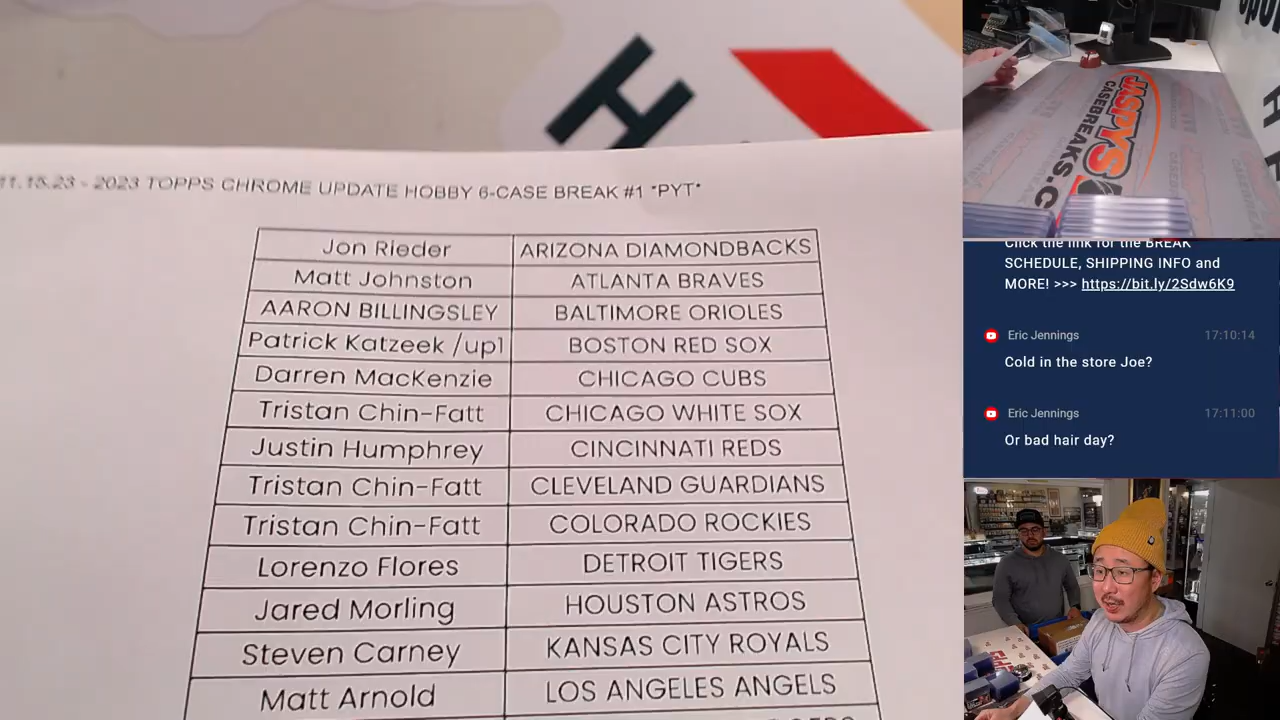 11.15.23 - 2023 TOPPS CHROME UPDATE HOBBY 6-CASE BREAK #1 *PYT*
Jon Rieder ARIZONA DIAMONDBACKS
Matt Johnston ATLANTA BRAVES
AARON BILLINGSLEY BALTIMORE ORIOLES
Patrick Katzeek /up1 BOSTON RED SOX
Darren MacKenzie CHICAGO CUBS
Tristan Chin-Fatt CHICAGO WHITE SOX
Justin Humphrey CINCINNATI REDS
Tristan Chin-Fatt CLEVELAND GUARDIANS
Tristan Chin-Fatt COLORADO ROCKIES
Lorenzo Flores DETROIT TIGERS
Jared Morling HOUSTON ASTROS
Steven Carney KANSAS CITY ROYALS
Matt Arnold LOS ANGELES ANGELS
H
JASPYS
CASEBREAKS.C
Click the link for the BREAK
SCHEDULE, SHIPPING INFO and
MORE! >>> https://bit.ly/2Sdw6K9
Eric Jennings 17:10:14
Cold in the store Joe?
Eric Jennings 17:11:00
Or bad hair day?